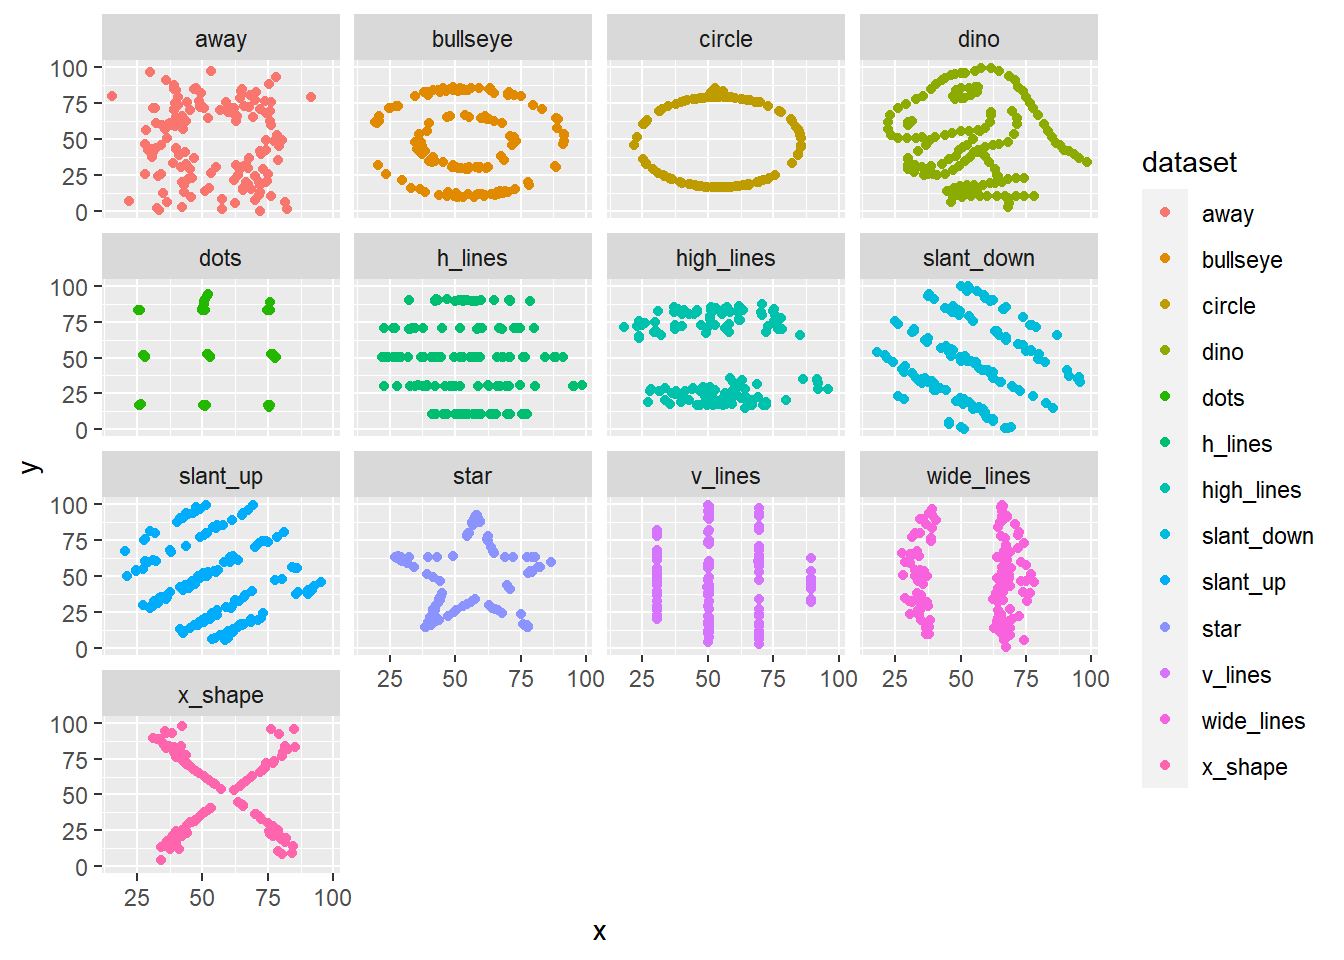 away bullseye circle dino
100
75
50
25
0
dots h_lines high_lines slant_down
100
75
50
25
0
slant_up star v_lines wide_lines
100
75
50
25
0
25 50 75 100 25 50 75 100 25 50 75 100
x_shape
100
75
50
25
0
25 50 75 100
x
y
dataset
away
bullseye
circle
dino
dots
h_lines
high_lines
slant_down
slant_up
star
v_lines
wide_lines
x_shape